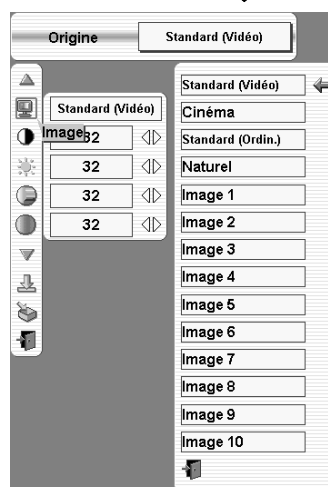 Origine
Standard (Vidéo)
Standard (Vidéo)
Image
32
32
32
32
Standard (Vidéo)
Cinéma
Standard (Ordin.)
Naturel
Image 1
Image 2
Image 3
Image 4
Image 5
Image 6
Image 7
Image 8
Image 9
Image 10